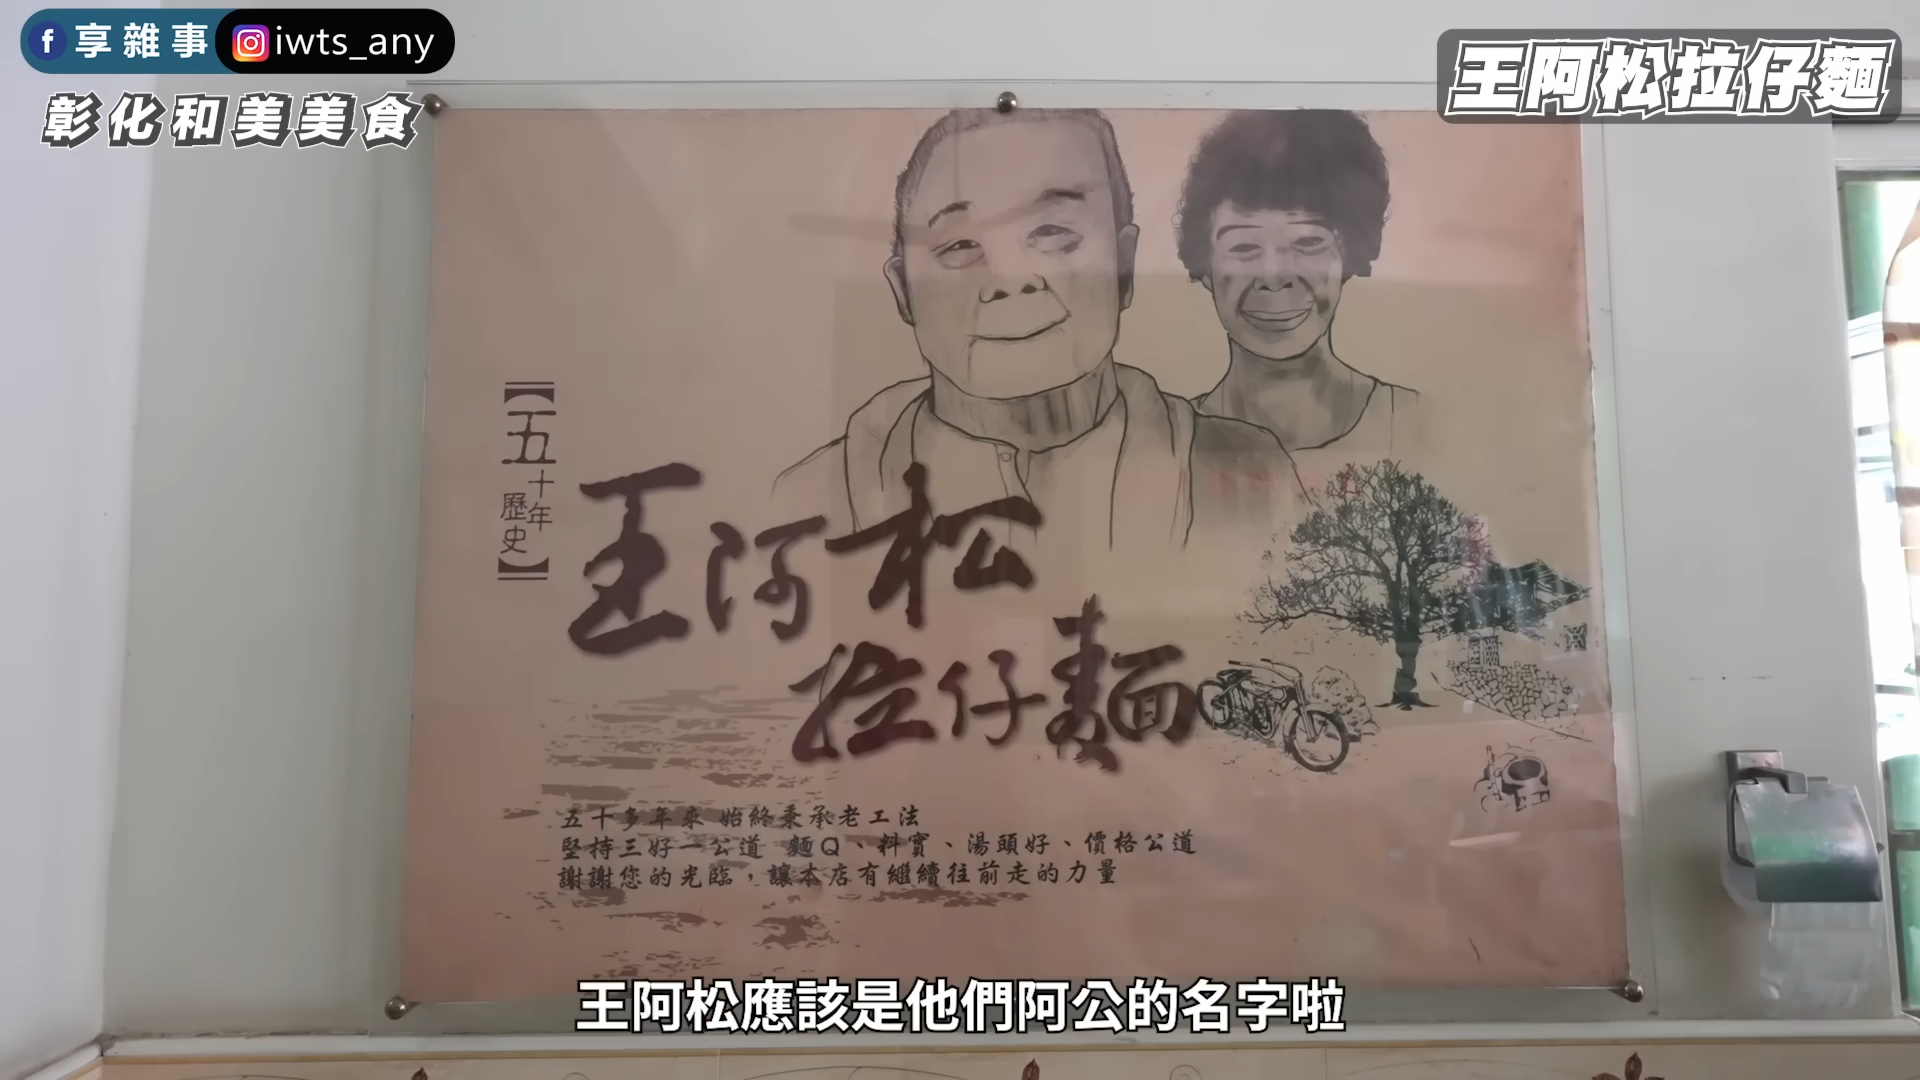 享雜事
iwts_any
王阿松拉仔麵
彰化和美美食
【五十年歷史】
王阿松
拉仔麵
五十多年來 始終秉承老工法
堅持三好一公道 麵Q、料實、湯頭好、價格公道
謝謝您的光臨，讓本店有繼續往前走的力量
王阿松應該是他們阿公的名字啦